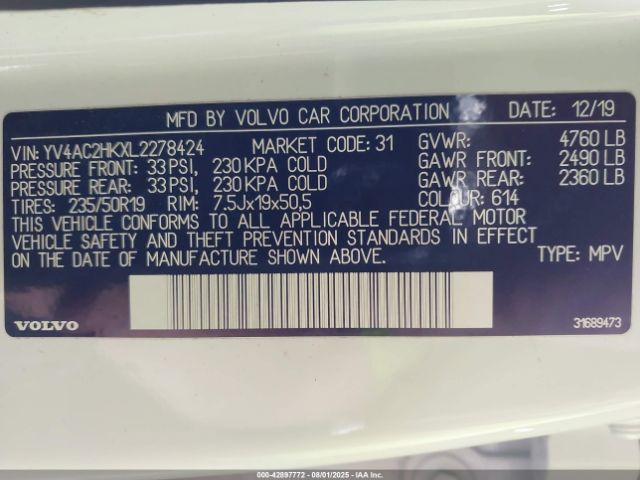 MFD BY VOLVO CAR CORPORATION DATE: 12/19
VIN: YV4AC2HKXL2278424 MARKET CODE: 31 GVWR: 4760 LB
PRESSURE FRONT: 33 PSI, 230 KPA COLD GAWR FRONT: 2490 LB
PRESSURE REAR: 33 PSI, 230 KPA COLD GAWR REAR: 2360 LB
TIRES: 235/50R19 RIM: 7.5Jx19x50,5 COLOUR: 614
THIS VEHICLE CONFORMS TO ALL APPLICABLE FEDERAL MOTOR
VEHICLE SAFETY AND THEFT PREVENTION STANDARDS IN EFFECT
ON THE DATE OF MANUFACTURE SHOWN ABOVE. TYPE: MPV
VOLVO 31689473
000-42897772 - 08/01/2025 - IAAI.com